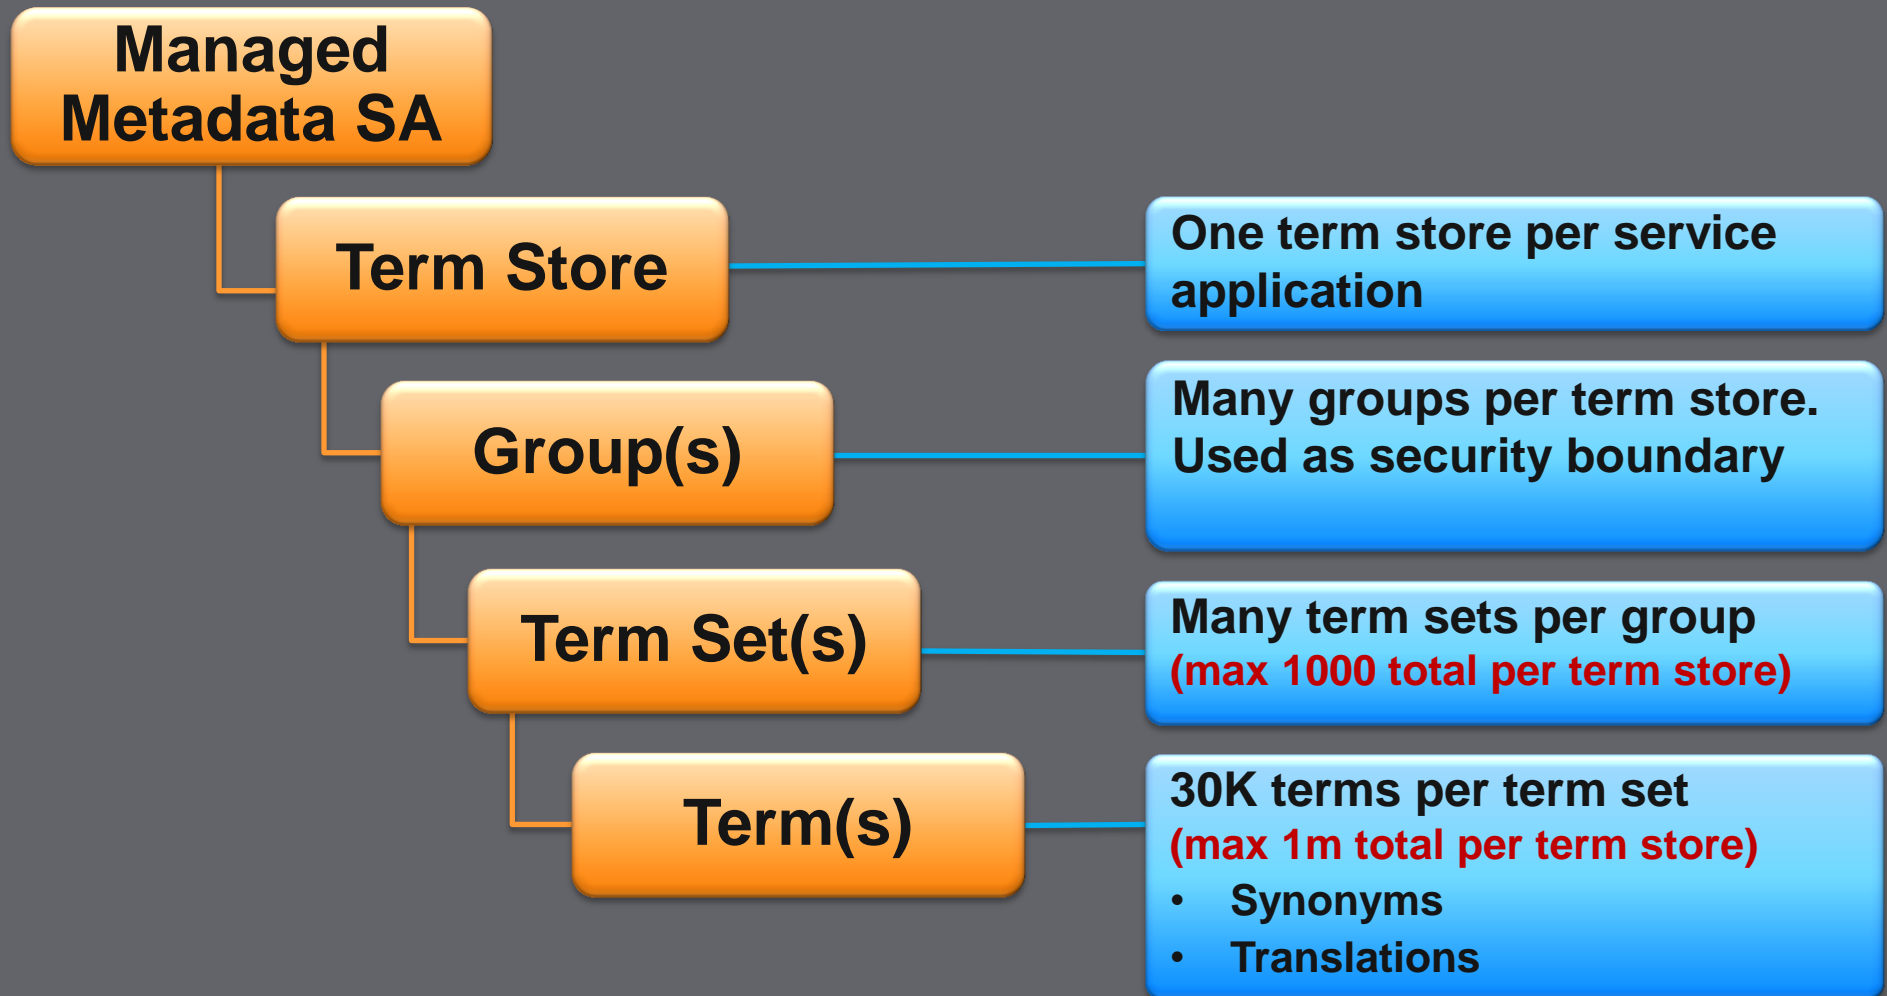 Managed
Metadata SA
Term Store
One term store per service
application
Group(s)
Many groups per term store.
Used as security boundary
Term Set(s)
Many term sets per group
(max 1000 total per term store)
Term(s)
30K terms per term set
(max 1m total per term store)
• Synonyms
• Translations